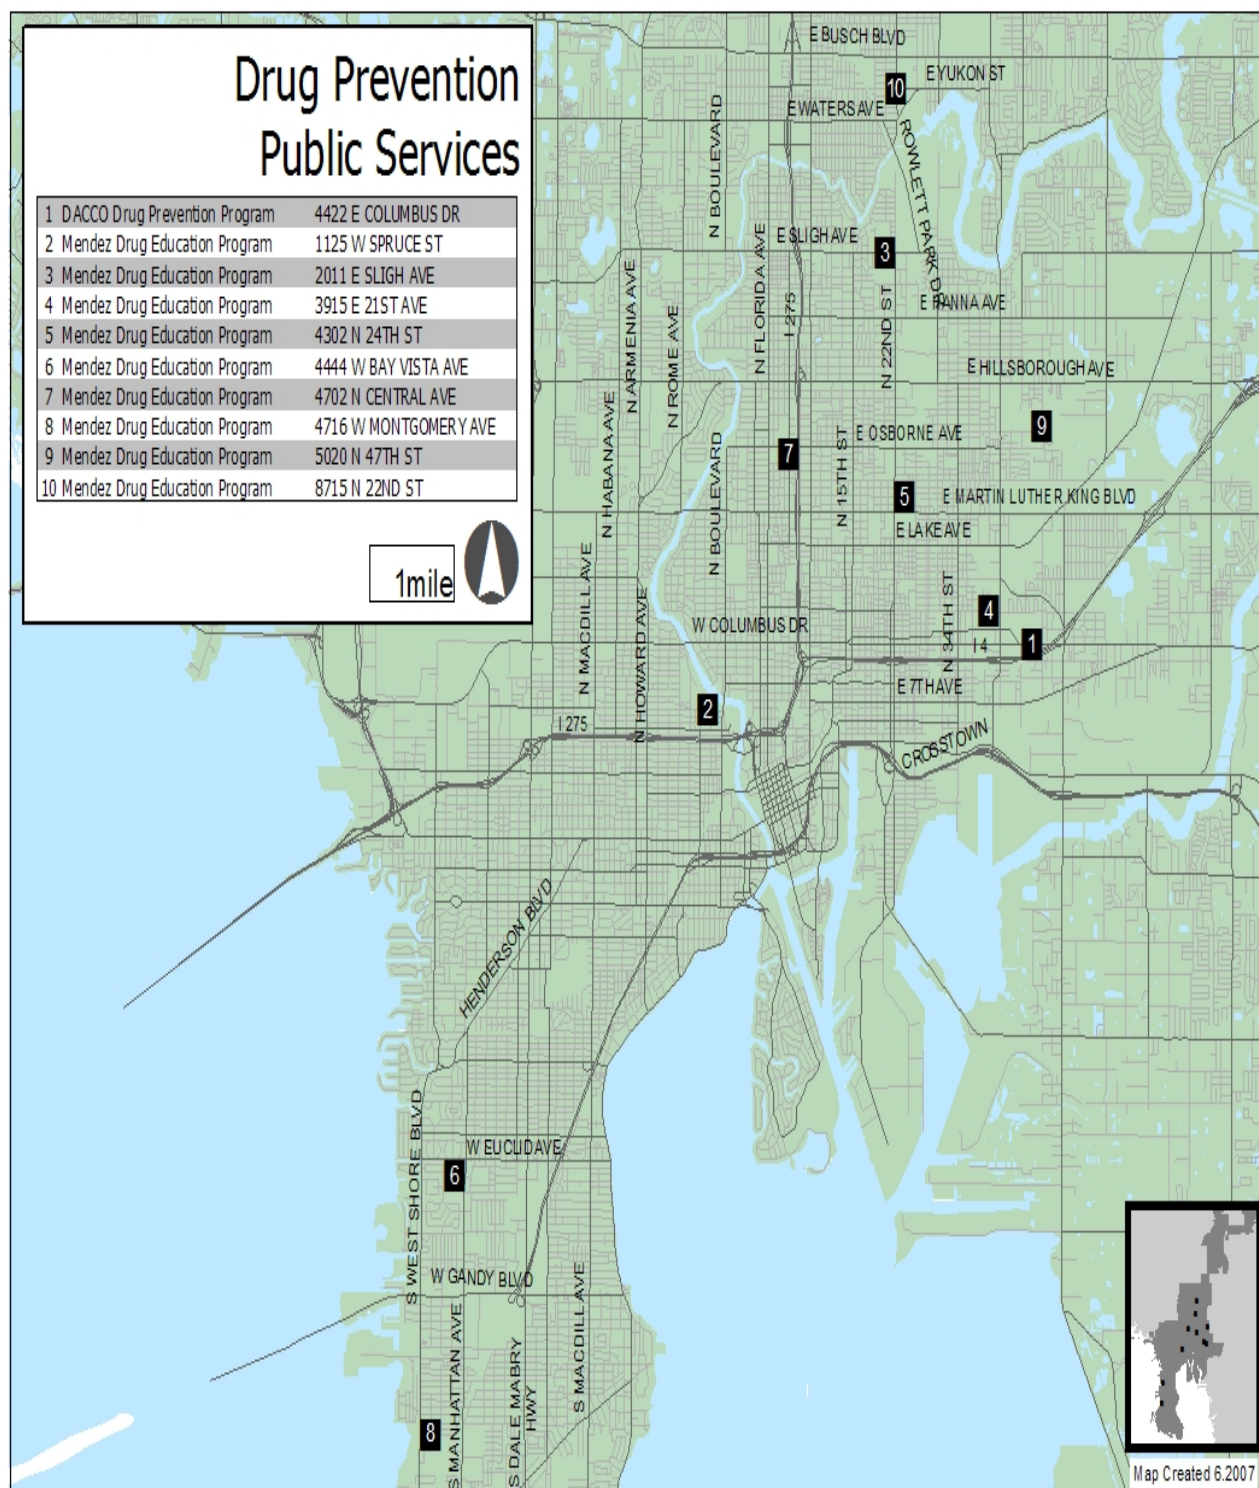 Drug Prevention
Public Services
1 DACCO Drug Prevention Program 4422 E COLUMBUS DR
2 Mendez Drug Education Program 1125 W SPRUCE ST
3 Mendez Drug Education Program 2011 E SLIGH AVE
4 Mendez Drug Education Program 3915 E 21ST AVE
5 Mendez Drug Education Program 4302 N 24TH ST
6 Mendez Drug Education Program 4444 W BAY VISTA AVE
7 Mendez Drug Education Program 4702 N CENTRAL AVE
8 Mendez Drug Education Program 4716 W MONTGOMERY AVE
9 Mendez Drug Education Program 5020 N 47TH ST
10 Mendez Drug Education Program 8715 N 22ND ST
1mile
E BUSCH BLVD
E YUKON ST
10
E WATERS AVE
N BOULEVARD
ROWLETT PARK DR
E SLIGH AVE
3
N FLORIDA AVE
I 275
N ARMENIA AVE
N ROME AVE
N 22ND ST
E HANNA AVE
E HILLSBOROUGH AVE
N HABANA AVE
9
E OSBORNE AVE
7
N BOULEVARD
N 15TH ST
5
E MARTIN LUTHER KING BLVD
E LAKE AVE
N MACDILL AVE
N HOWARD AVE
N 34TH ST
4
W COLUMBUS DR
I 4
1
E 7TH AVE
2
I 275
CROSSTOWN
HENDERSON BLVD
S WEST SHORE BLVD
W EUCLID AVE
6
W GANDY BLVD
S MANHATTAN AVE
S DALE MABRY
HWY
S MACDILL AVE
8
Map Created 6.2007